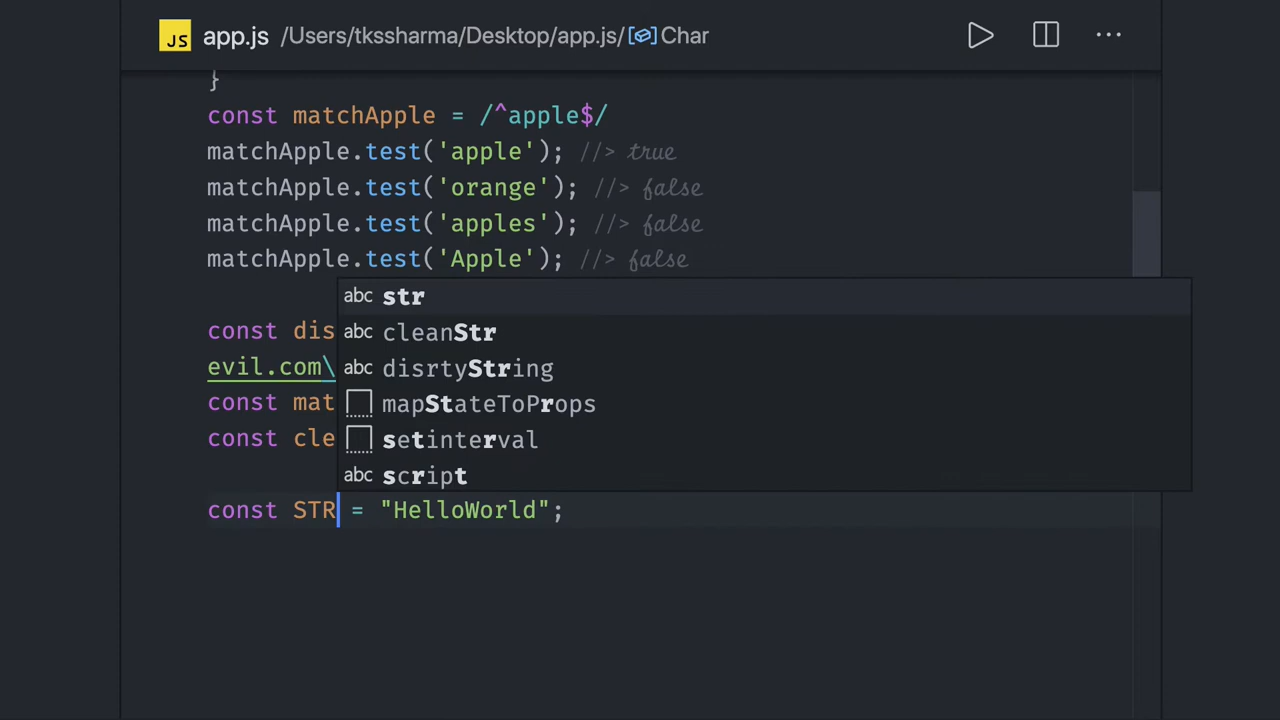 JS app.js /Users/tkssharma/Desktop/app.js/ Char
}
const matchApple = /^apple$/
matchApple.test('apple'); //> true
matchApple.test('orange'); //> false
matchApple.test('apples'); //> false
matchApple.test('Apple'); //> false
abc str
const dis
abc cleanStr
evil.com\
abc disrtyString
const mat
mapStateToProps
const cle
setinterval
abc script
const STR = "HelloWorld";